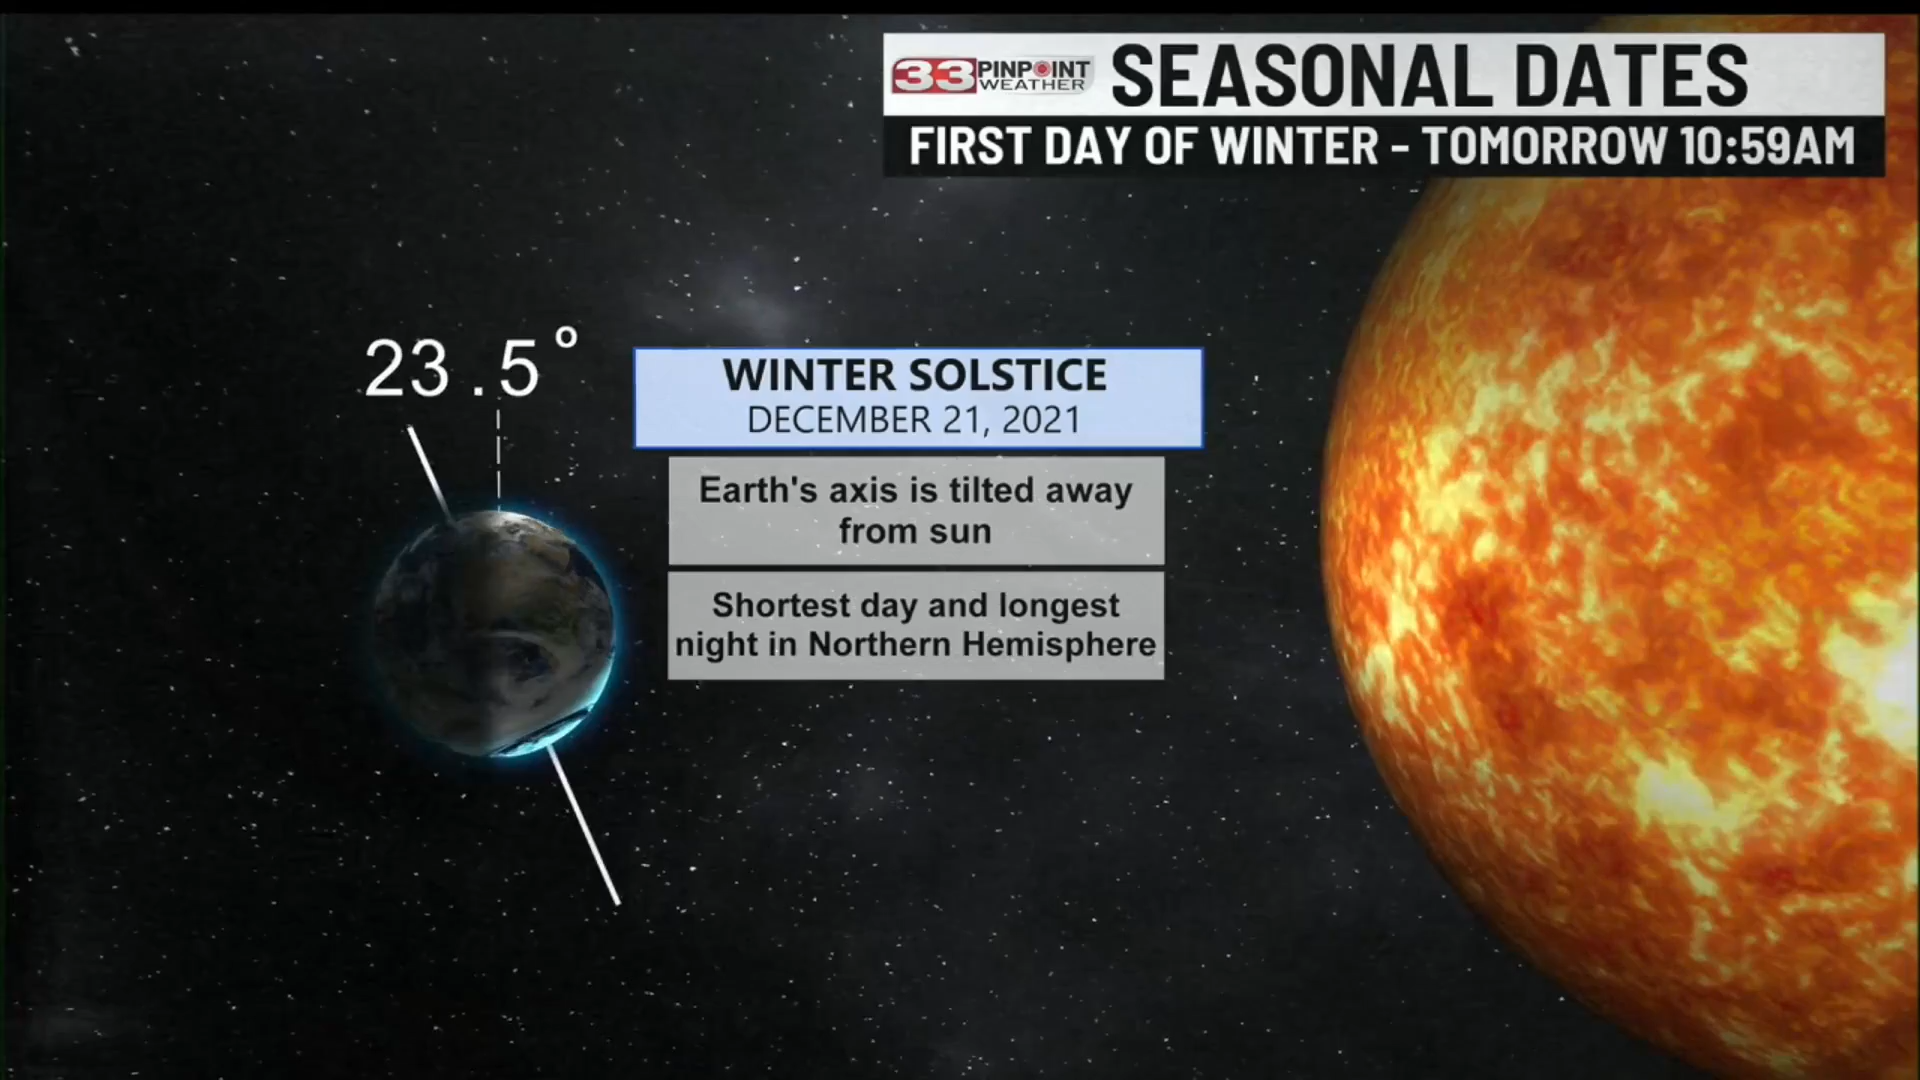 33 PINPOINT WEATHER
SEASONAL DATES
FIRST DAY OF WINTER - TOMORROW 10:59AM
23.5°
WINTER SOLSTICE
DECEMBER 21, 2021
Earth's axis is tilted away
from sun
Shortest day and longest
night in Northern Hemisphere